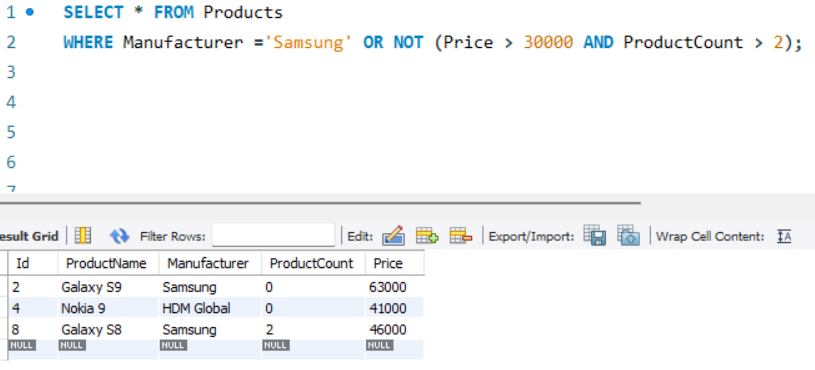 1 SELECT * FROM Products
2 WHERE Manufacturer ='Samsung' OR NOT (Price > 30000 AND ProductCount > 2);
3
4
5
6
7
esult Grid Filter Rows: Edit: Export/Import: Wrap Cell Content: IA
Id ProductName Manufacturer ProductCount Price
2 Galaxy S9 Samsung 0 63000
4 Nokia 9 HDM Global 0 41000
8 Galaxy S8 Samsung 2 46000
NULL NULL NULL NULL NULL